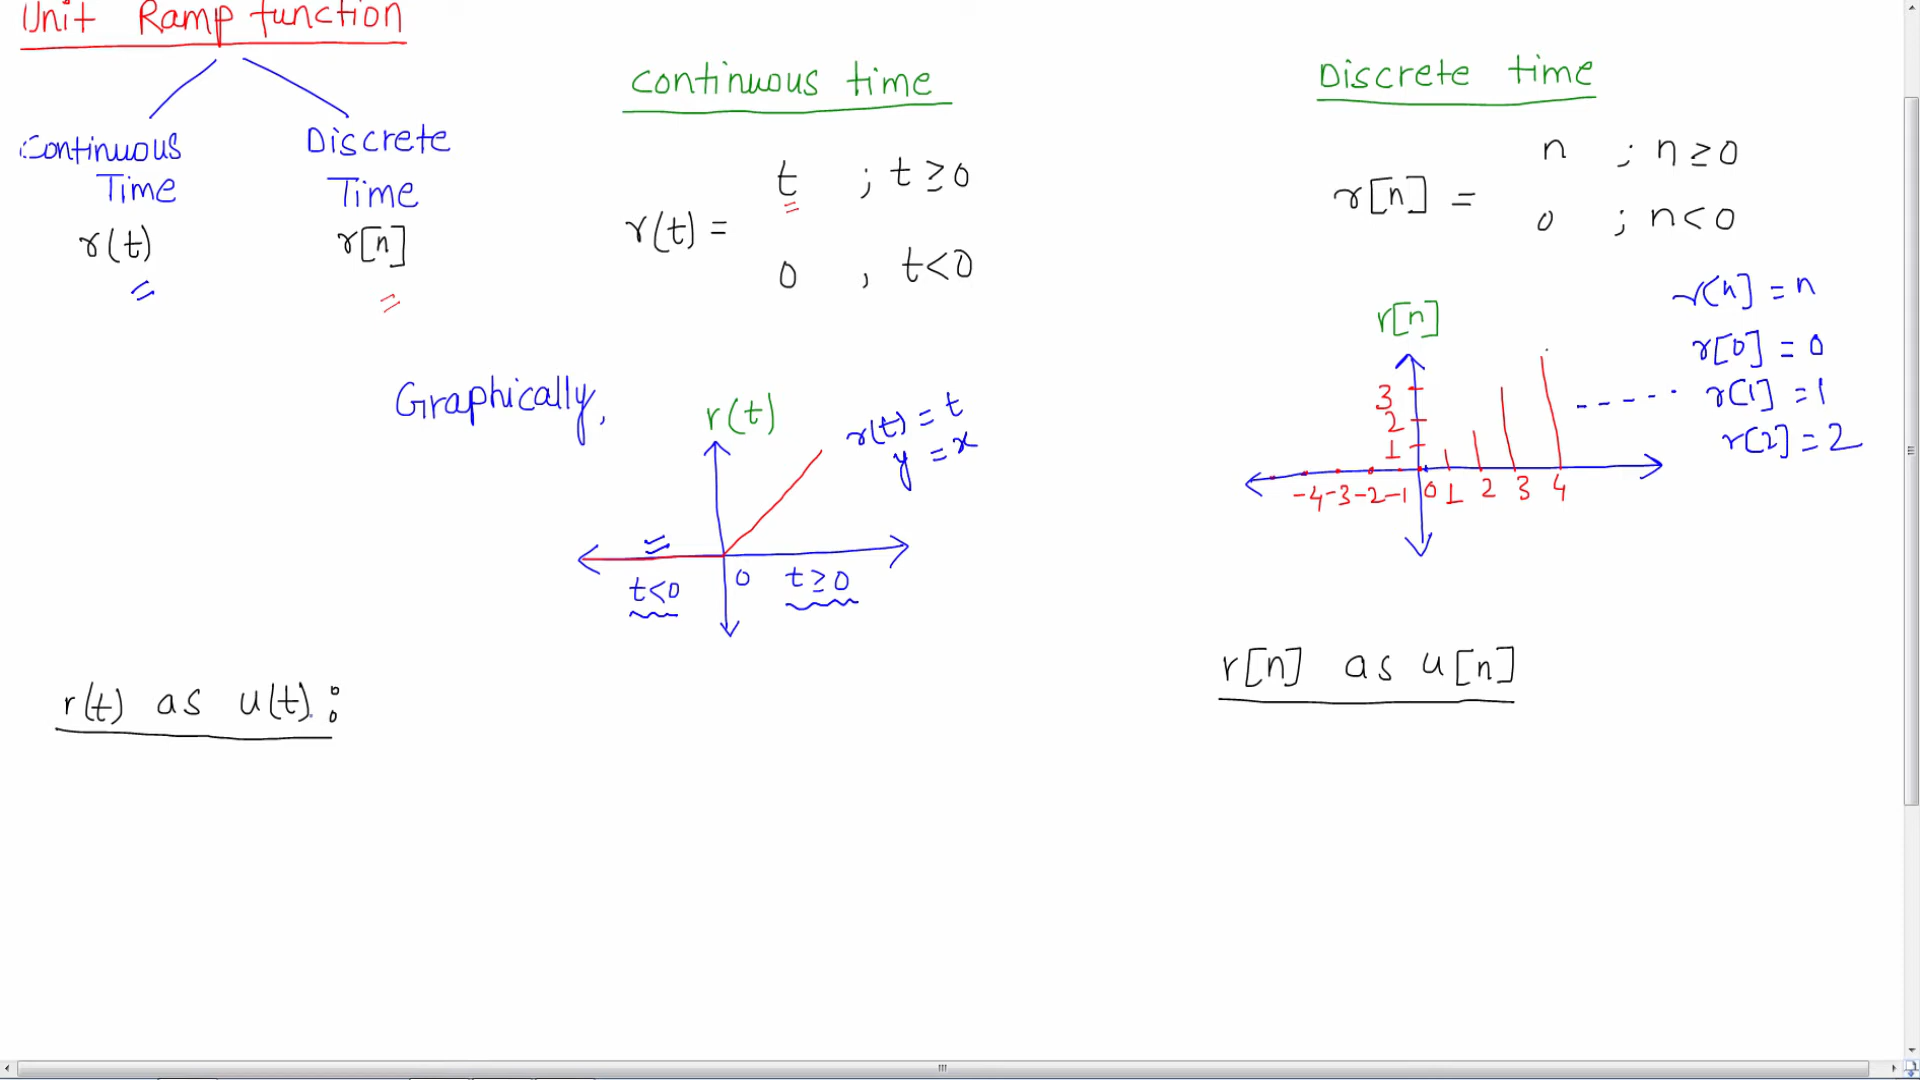 Unit Ramp function
Continuous Time
r(t)
Discrete Time
r[n]
Continuous time
r(t) =
t ; t ≥ 0
0 , t < 0
Graphically,
r(t)
r(t) = t
y = x
t<0
0
t≥0
Discrete time
r[n] =
n ; n ≥ 0
0 ; n < 0
r[n]
3
2
1
-4 -3 -2 -1 0 1 2 3 4
r[n] = n
r[0] = 0
r[1] = 1
r[2] = 2
r(t) as u(t) :
r[n] as u[n]